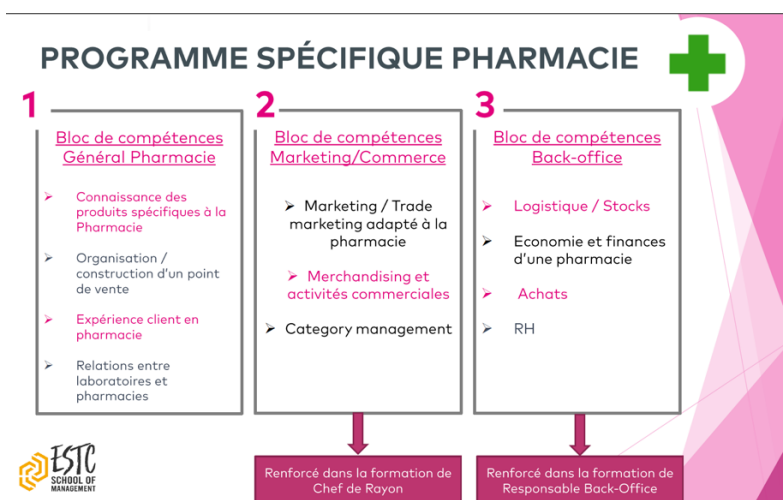 PROGRAMME SPÉCIFIQUE PHARMACIE
1
Bloc de compétences
Général Pharmacie
➢ Connaissance des
produits spécifiques à la
Pharmacie
➢ Organisation /
construction d'un point
de vente
➢ Expérience client en
pharmacie
➢ Relations entre
laboratoires et
pharmacies
2
Bloc de compétences
Marketing/Commerce
➢ Marketing / Trade
marketing adapté à la
pharmacie
➢ Merchandising et
activités commerciales
➢ Category management
Renforcé dans la formation de
Chef de Rayon
3
Bloc de compétences
Back-office
➢ Logistique / Stocks
➢ Economie et finances
d'une pharmacie
➢ Achats
➢ RH
Renforcé dans la formation de
Responsable Back-Office
ESTC
SCHOOL OF
MANAGEMENT